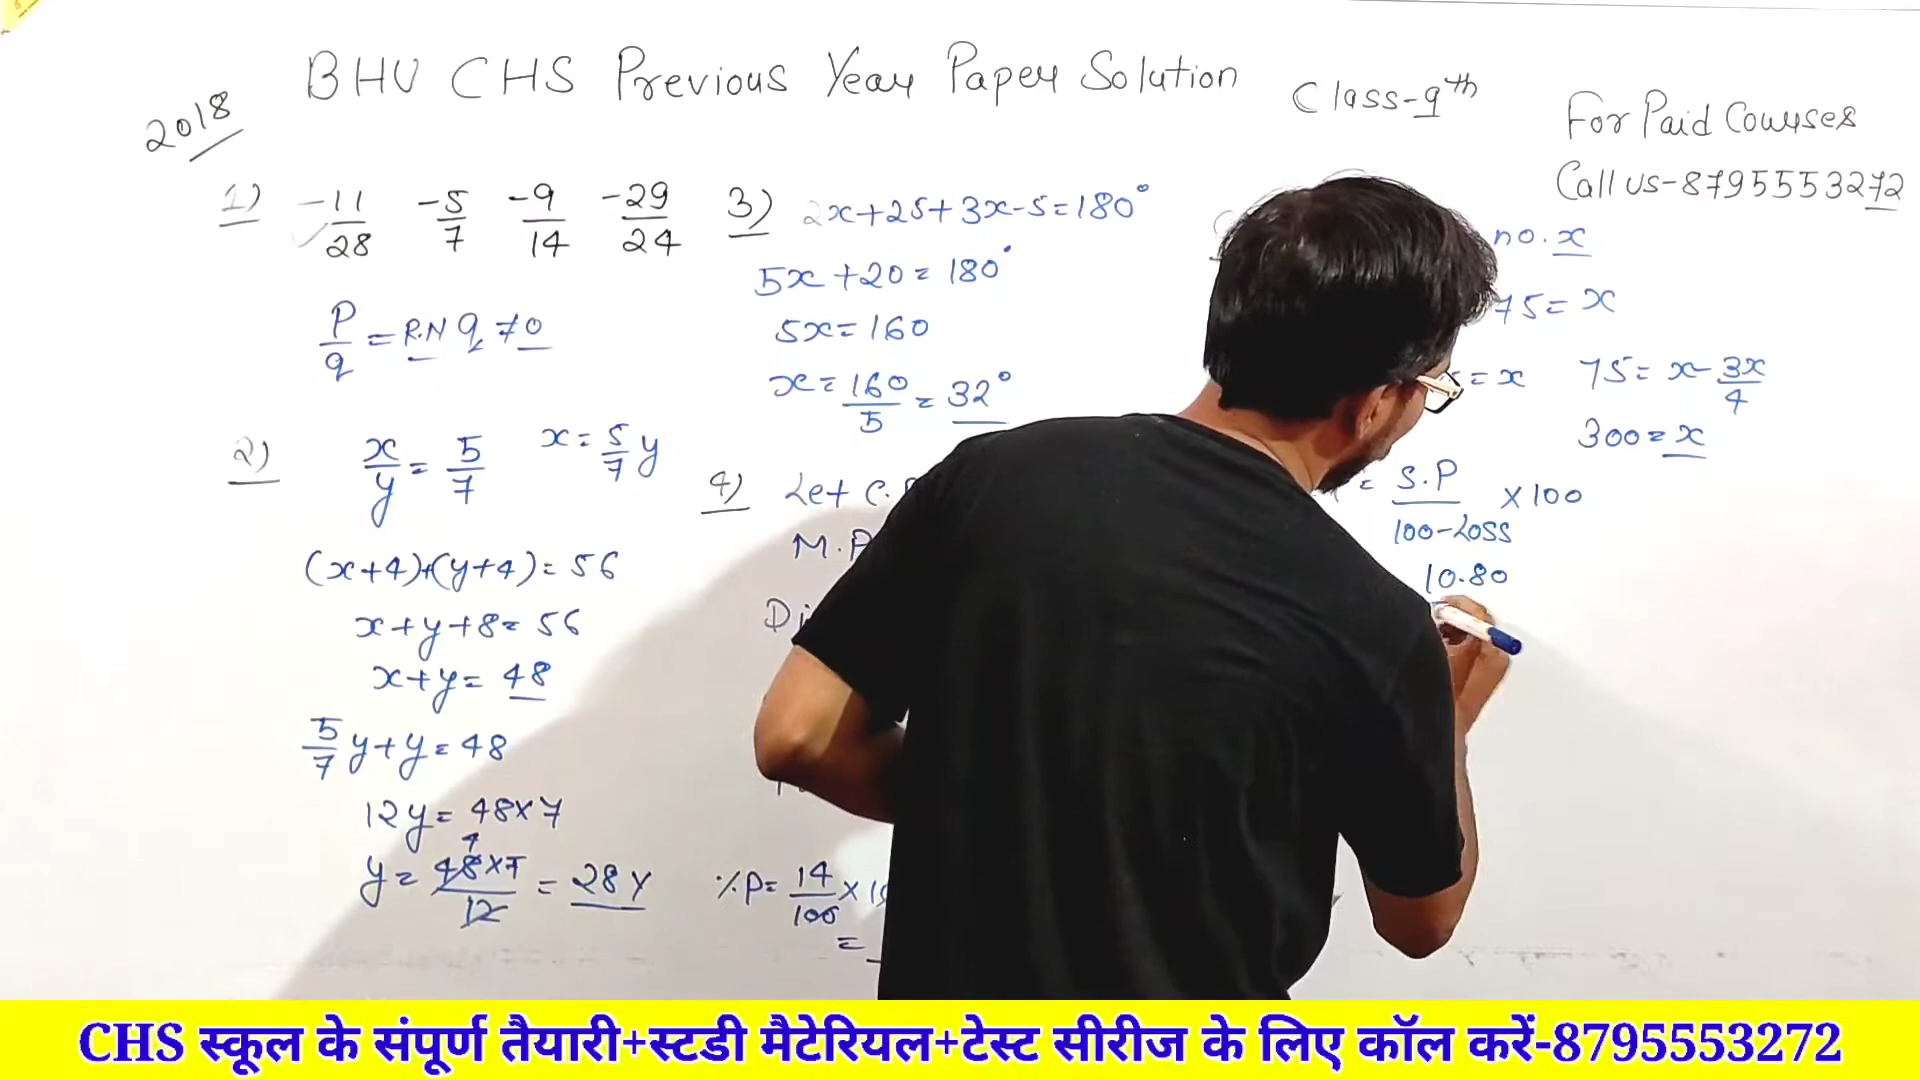 BHU CHS Previous Year Paper Solution
Class-9th
2018
For Paid Courses
Call us-8795553272
1) -11/28 -5/7 -9/14 -29/24
P/q = R.N q ≠ 0
2) x/y = 5/7 x = 5/7 y
(x+4)+(y+4) = 56
x+y+8 = 56
x+y = 48
5/7 y+y = 48
12y = 48×7
y = 48×7/12 = 28 Y
4
3) 2x+25+3x-5=180°
5x+20 = 180°
5x = 160
x = 160/5 = 32°
4) Let C.
M.P
Di
%P = 14/100 × 1
=
no. x
75 = x
= x
75 = x - 3x/4
300 = x
= S.P/100-Loss × 100
10.80
CHS स्कूल के संपूर्ण तैयारी+स्टडी मैटेरियल+टेस्ट सीरीज के लिए कॉल करें-8795553272